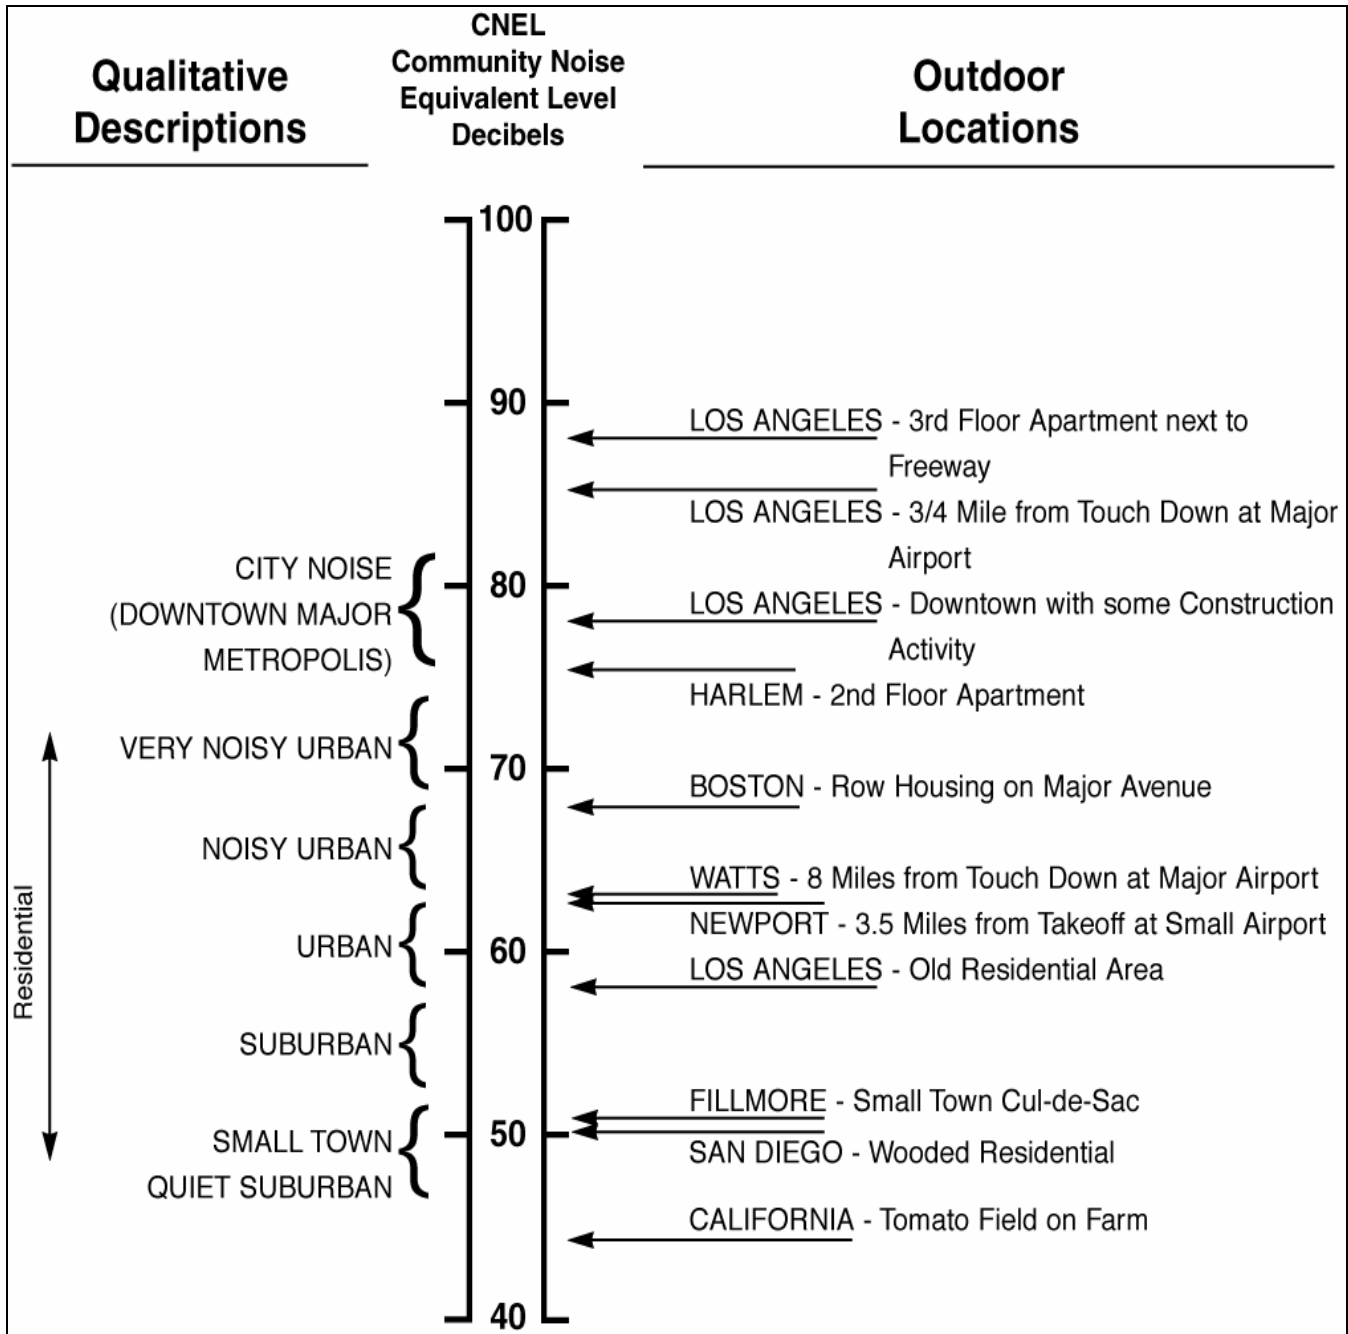 CNEL
Community Noise
Equivalent Level
Decibels
Qualitative
Descriptions
Outdoor
Locations
100
90
80
70
60
50
40
CITY NOISE
(DOWNTOWN MAJOR
METROPOLIS)
VERY NOISY URBAN
NOISY URBAN
URBAN
SUBURBAN
SMALL TOWN
QUIET SUBURBAN
Residential
LOS ANGELES - 3rd Floor Apartment next to
Freeway
LOS ANGELES - 3/4 Mile from Touch Down at Major
Airport
LOS ANGELES - Downtown with some Construction
Activity
HARLEM - 2nd Floor Apartment
BOSTON - Row Housing on Major Avenue
WATTS - 8 Miles from Touch Down at Major Airport
NEWPORT - 3.5 Miles from Takeoff at Small Airport
LOS ANGELES - Old Residential Area
FILLMORE - Small Town Cul-de-Sac
SAN DIEGO - Wooded Residential
CALIFORNIA - Tomato Field on Farm